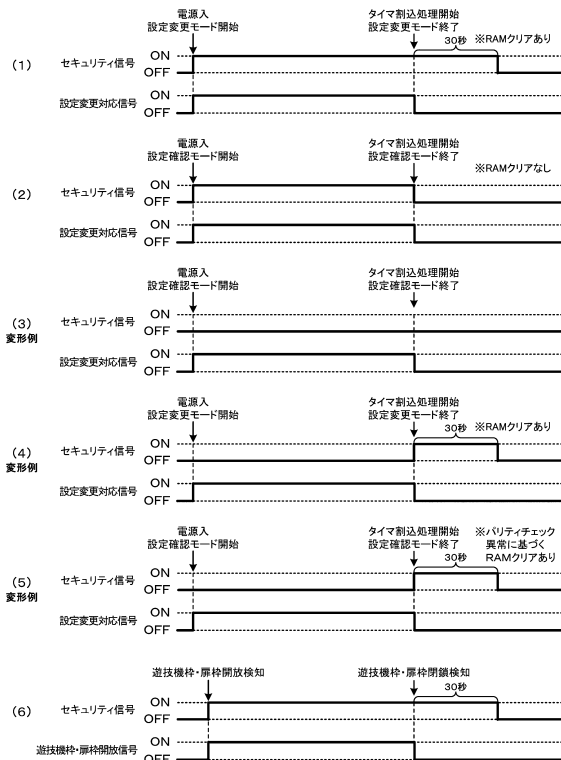 電源入
設定変更モード開始
タイマ割込処理開始
設定変更モード終了
※RAMクリアあり
30秒
(1)
セキュリティ信号
ON
OFF
設定変更対応信号
ON
OFF
電源入
設定確認モード開始
タイマ割込処理開始
設定確認モード終了
※RAMクリアなし
(2)
セキュリティ信号
ON
OFF
設定変更対応信号
ON
OFF
電源入
設定確認モード開始
タイマ割込処理開始
設定確認モード終了
(3)
変形例
セキュリティ信号
ON
OFF
設定変更対応信号
ON
OFF
電源入
設定変更モード開始
タイマ割込処理開始
設定変更モード終了
30秒
※RAMクリアあり
(4)
変形例
セキュリティ信号
ON
OFF
設定変更対応信号
ON
OFF
電源入
設定確認モード開始
タイマ割込処理開始
設定確認モード終了
30秒
※パリティチェック
異常に基づく
RAMクリアあり
(5)
変形例
セキュリティ信号
ON
OFF
設定変更対応信号
ON
OFF
遊技機枠・扉枠開放検知
遊技機枠・扉枠閉鎖検知
30秒
(6)
セキュリティ信号
ON
OFF
遊技機枠・扉枠開放信号
ON
OFF